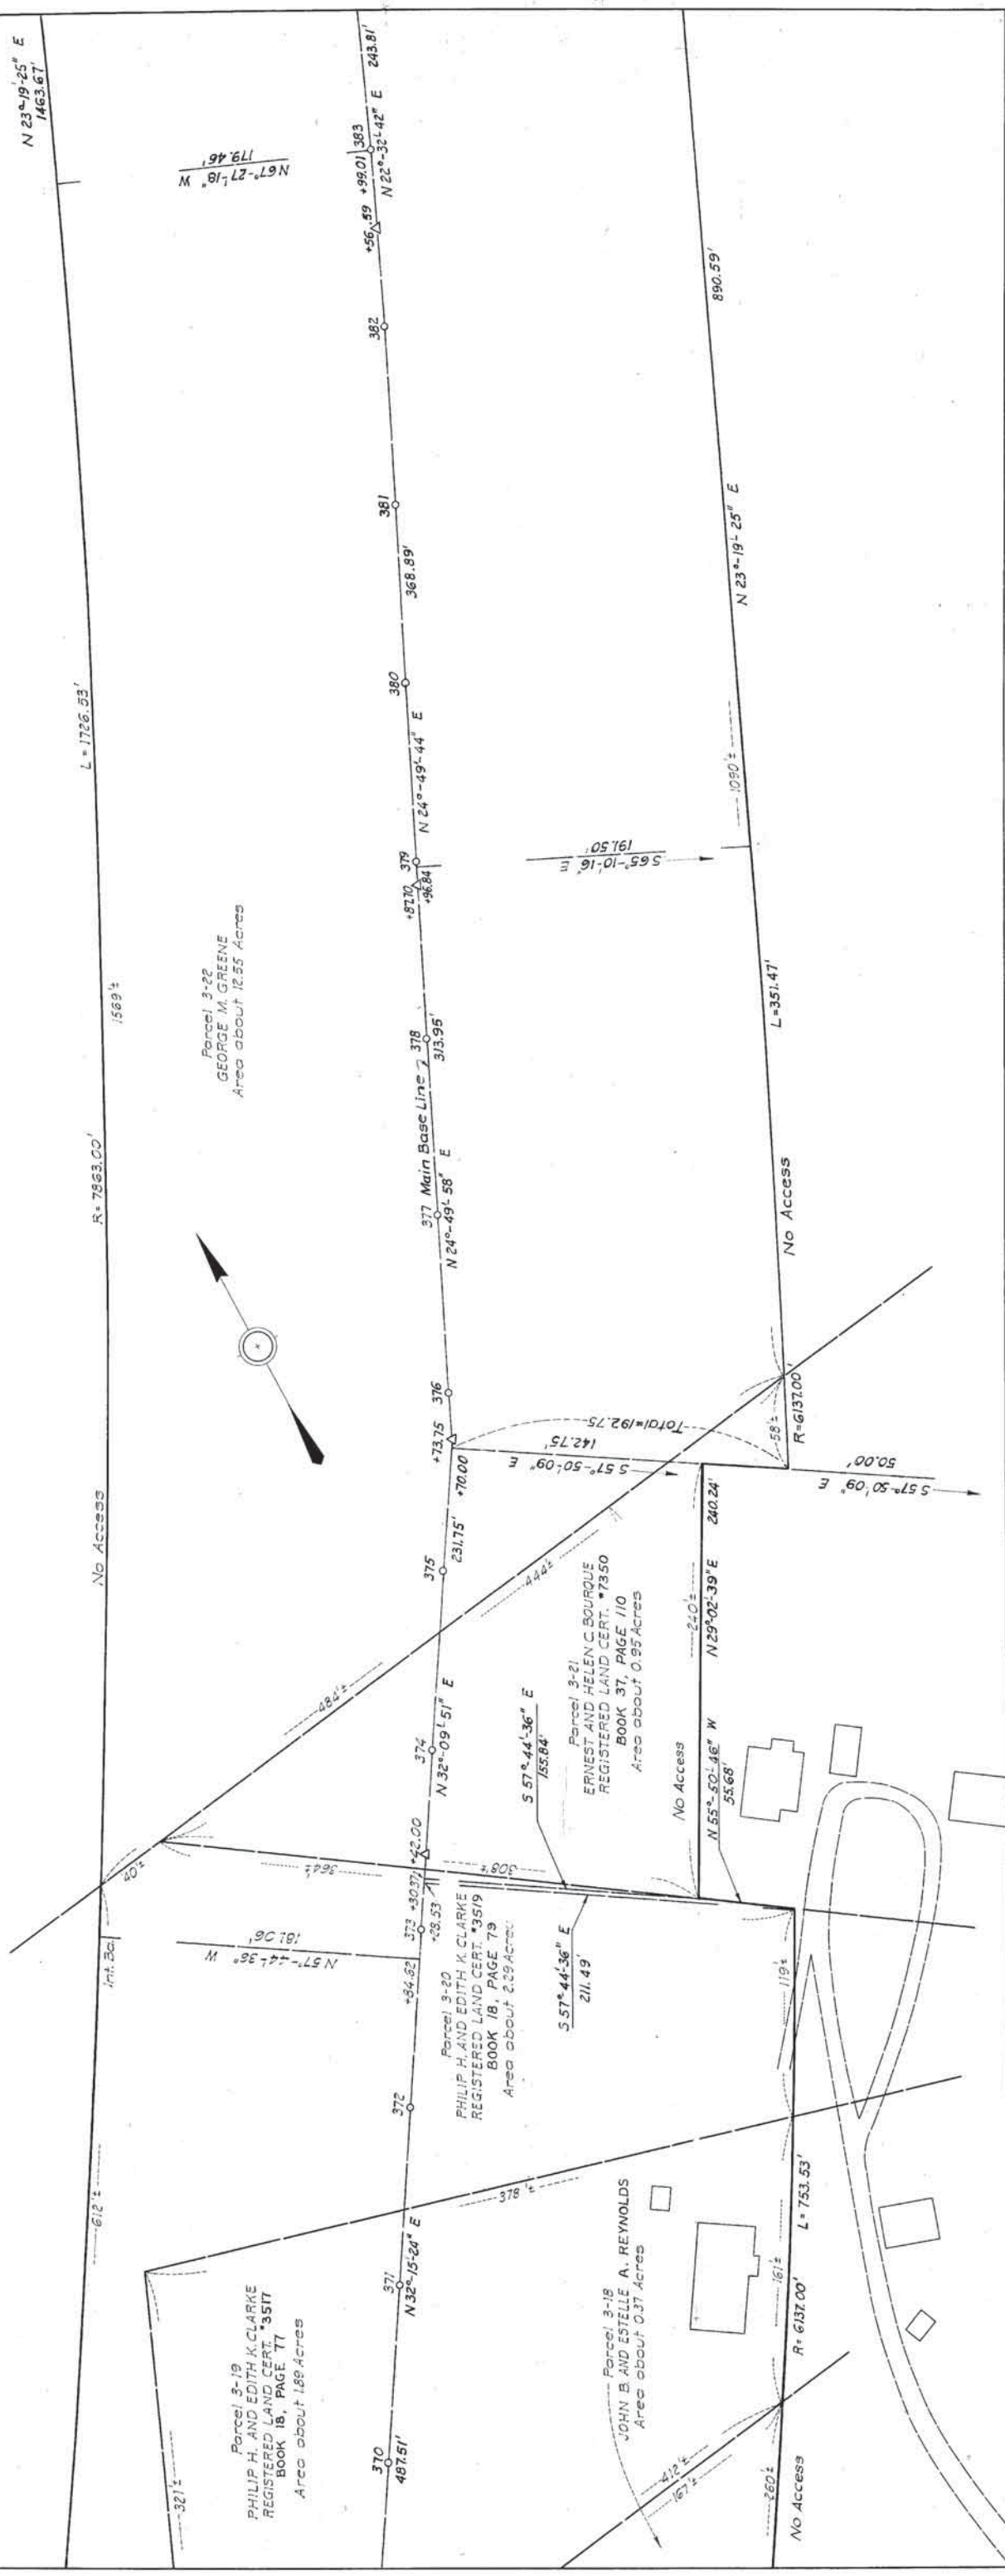 N 23°-19'-25" E
1463.67'
L = 1726.53'
1569'±
R = 7863.00'
No Access
40'±
Int. Bd.
612'±
N 67°-27'-18" W
179.46'
Parcel 3-22
GEORGE M. GREENE
Area about 12.55 Acres
484'±
364'±
N 57°-44'-36" W
321'±
Parcel 3-19
PHILIP H. AND EDITH K. CLARKE
REGISTERED LAND CERT. #3517
BOOK 18, PAGE 77
Area about 1.89 Acres
370
487.51'
371
N 32°-15'-24" E
372
+84.62
373
+30.37
+28.53
+42.00
374
N 32°-09'-51" E
375
231.75'
+70.00
+73.75
376
377
Main Base Line
N 24°-49'-58" E
378
313.95'
+87.70
379
+96.84
N 24°-49'-44" E
380
368.89'
381
382
+56.59
+99.01
383
N 22°-32'-42" E
243.81'
Parcel 3-20
PHILIP H. AND EDITH K. CLARKE
REGISTERED LAND CERT. #3519
BOOK 18, PAGE 79
Area about 2.29 Acres
308'±
444'±
S 57°-50'-09" E
142.75'
Total=192.75
S 65°-10'-16" E
191.50'
S 57°-44'-36" E
155.84'
Parcel 3-21
ERNEST AND HELEN C. BOURQUE
REGISTERED LAND CERT. #7350
BOOK 37, PAGE 110
Area about 0.95 Acres
S 57°-44'-36" E
211.49'
378'±
Parcel 3-18
JOHN B. AND ESTELLE A. REYNOLDS
Area about 0.37 Acres
412'±
167'±
No Access
240'±
N 29°-02'-39" E
240.24'
N 55°-50'-46" W
55.68'
S 57°-50'-09" E
50.00'
58'±
R=6137.00'
No Access
L=351.47'
1090'±
N 23°-19'-25" E
890.59'
No Access
260'±
R= 6137.00'
161'±
L = 753.53'
119'±